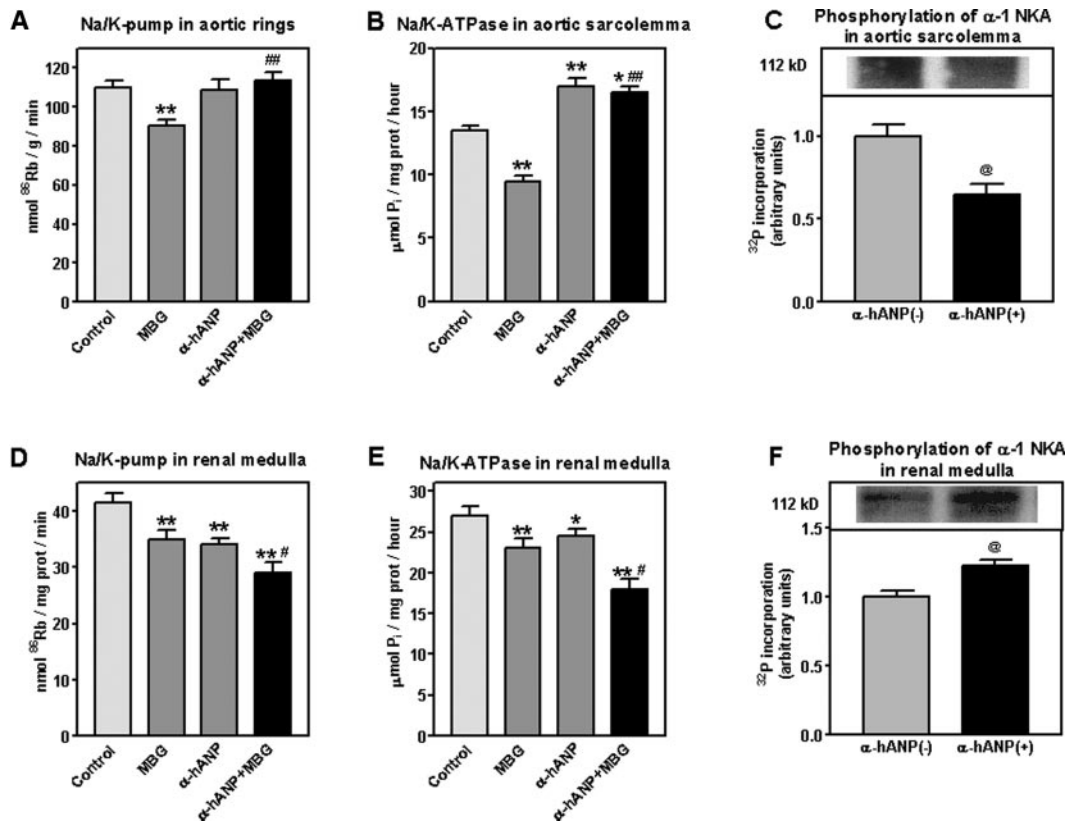 A
Na/K-pump in aortic rings
nmol ⁸⁶Rb / g / min
120
100
80
60
40
20
0
**
##
Control
MBG
α-hANP
α-hANP+MBG
B
Na/K-ATPase in aortic sarcolemma
μmol Pᵢ / mg prot / hour
20
15
10
5
0
**
**
* ##
Control
MBG
α-hANP
α-hANP+MBG
C
Phosphorylation of α-1 NKA
in aortic sarcolemma
112 kD
³²P incorporation
(arbitrary units)
1.0
0.5
0.0
@
α-hANP(-)
α-hANP(+)
D
Na/K-pump in renal medulla
nmol ⁸⁶Rb / mg prot / min
40
30
20
10
0
**
**
** #
Control
MBG
α-hANP
α-hANP+MBG
E
Na/K-ATPase in renal medulla
μmol Pᵢ / mg prot / hour
25
20
15
10
5
0
**
*
** #
Control
MBG
α-hANP
α-hANP+MBG
F
Phosphorylation of α-1 NKA
in renal medulla
112 kD
³²P incorporation
(arbitrary units)
1.5
1.0
0.5
0.0
@
α-hANP(-)
α-hANP(+)